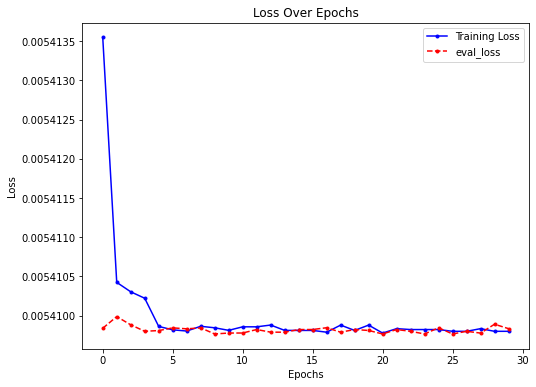 Loss Over Epochs
Training Loss
eval_loss
0.0054135
0.0054130
0.0054125
0.0054120
0.0054115
0.0054110
0.0054105
0.0054100
Loss
0 5 10 15 20 25 30
Epochs